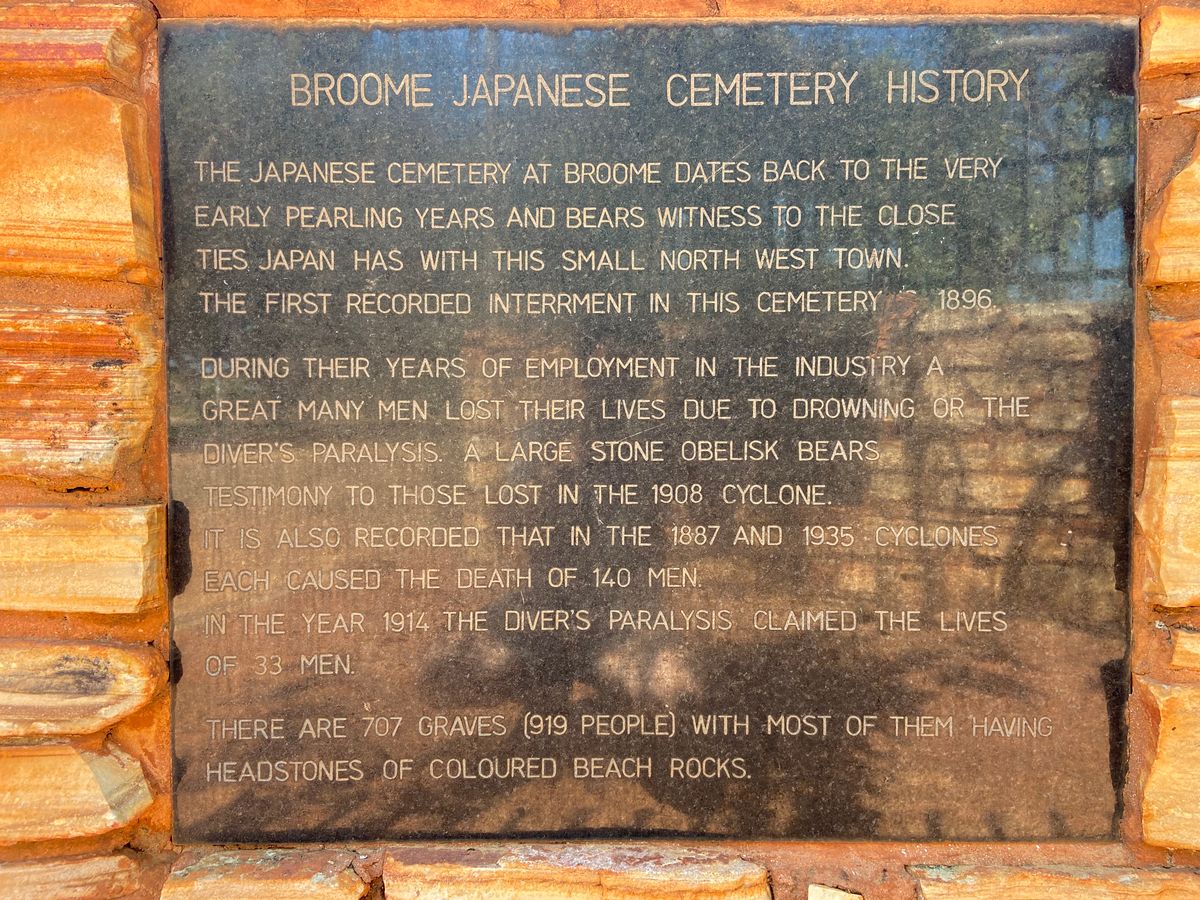 BROOME JAPANESE CEMETERY HISTORY
THE JAPANESE CEMETERY AT BROOME DATES BACK TO THE VERY
EARLY PEARLING YEARS AND BEARS WITNESS TO THE CLOSE
TIES JAPAN HAS WITH THIS SMALL NORTH WEST TOWN.
THE FIRST RECORDED INTERRMENT IN THIS CEMETERY 1896.
DURING THEIR YEARS OF EMPLOYMENT IN THE INDUSTRY A
GREAT MANY MEN LOST THEIR LIVES DUE TO DROWNING OR THE
DIVER'S PARALYSIS. A LARGE STONE OBELISK BEARS
TESTIMONY TO THOSE LOST IN THE 1908 CYCLONE.
IT IS ALSO RECORDED THAT IN THE 1887 AND 1935 CYCLONES
EACH CAUSED THE DEATH OF 140 MEN.
IN THE YEAR 1914 THE DIVER'S PARALYSIS CLAIMED THE LIVES
OF 33 MEN.
THERE ARE 707 GRAVES (919 PEOPLE) WITH MOST OF THEM HAVING
HEADSTONES OF COLOURED BEACH ROCKS.